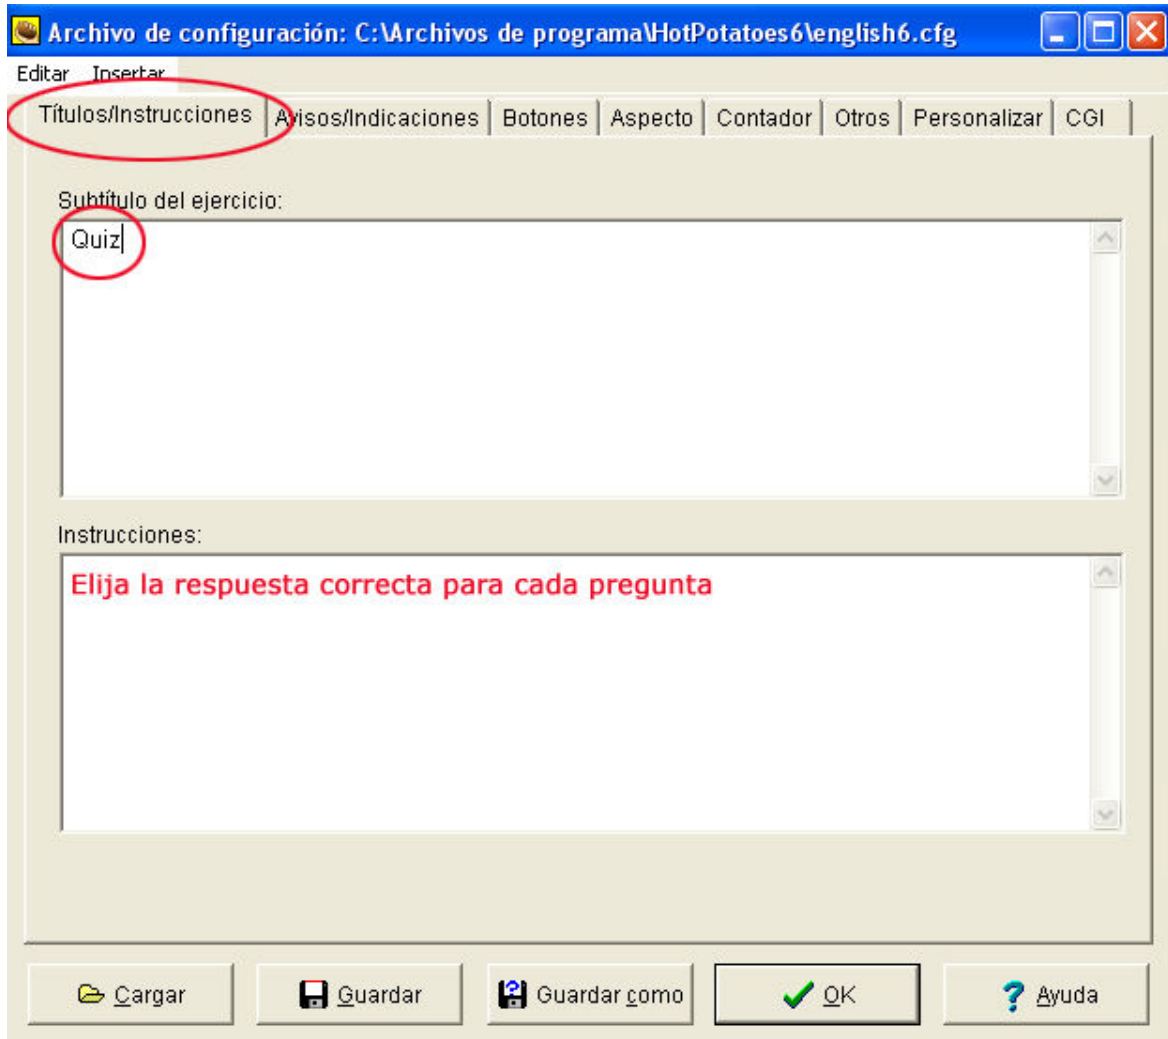 Archivo de configuración: C:\Archivos de programa\HotPotatoes6\english6.cfg
Editar Insertar
Títulos/Instrucciones Avisos/Indicaciones Botones Aspecto Contador Otros Personalizar CGI
Subtítulo del ejercicio:
Quiz
Instrucciones:
Elija la respuesta correcta para cada pregunta
Cargar Guardar Guardar como OK Ayuda